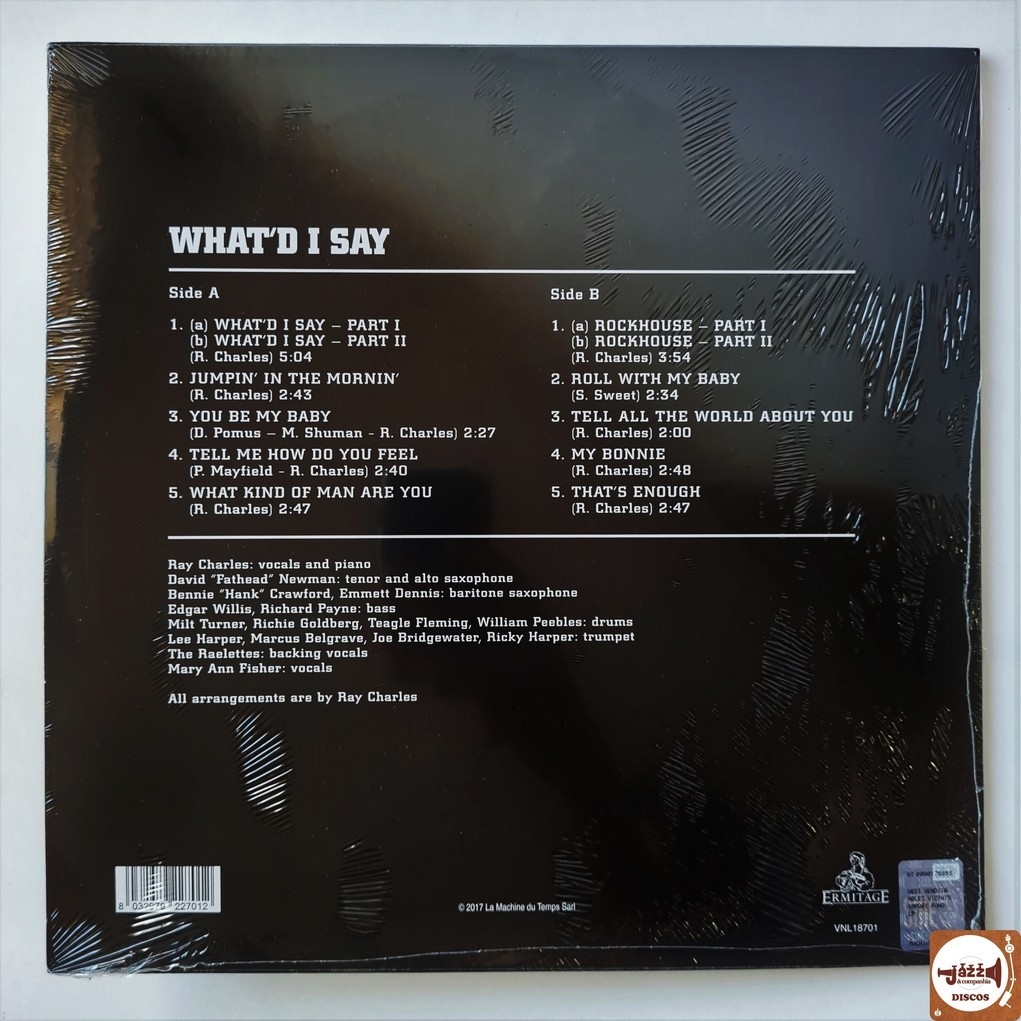 WHAT'D I SAY
Side A
1. (a) WHAT'D I SAY – PART I
(b) WHAT'D I SAY – PART II
(R. Charles) 5:04
2. JUMPIN' IN THE MORNIN'
(R. Charles) 2:43
3. YOU BE MY BABY
(D. Pomus – M. Shuman - R. Charles) 2:27
4. TELL ME HOW DO YOU FEEL
(P. Mayfield - R. Charles) 2:40
5. WHAT KIND OF MAN ARE YOU
(R. Charles) 2:47
Side B
1. (a) ROCKHOUSE – PART I
(b) ROCKHOUSE – PART II
(R. Charles) 3:54
2. ROLL WITH MY BABY
(S. Sweet) 2:34
3. TELL ALL THE WORLD ABOUT YOU
(R. Charles) 2:00
4. MY BONNIE
(R. Charles) 2:48
5. THAT'S ENOUGH
(R. Charles) 2:47
Ray Charles: vocals and piano
David "Fathead" Newman: tenor and alto saxophone
Bennie "Hank" Crawford, Emmett Dennis: baritone saxophone
Edgar Willis, Richard Payne: bass
Milt Turner, Richie Goldberg, Teagle Fleming, William Peebles: drums
Lee Harper, Marcus Belgrave, Joe Bridgewater, Ricky Harper: trumpet
The Raelettes: backing vocals
Mary Ann Fisher: vocals
All arrangements are by Ray Charles
8 227012
© 2017 La Machine du Temps Sàrl
ERMITAGE
VNL18701
Jazz
&companhia
DISCOS